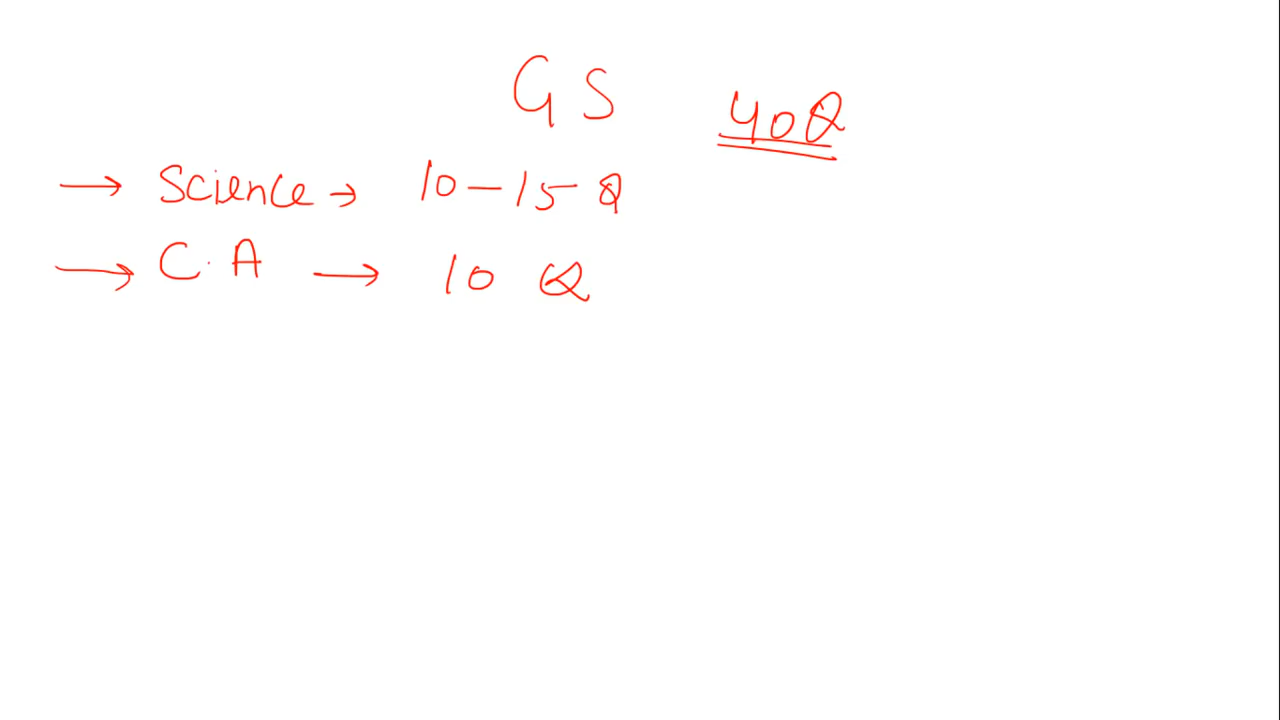 GS 40Q
→ Science → 10-15 Q
→ C.A → 10 Q